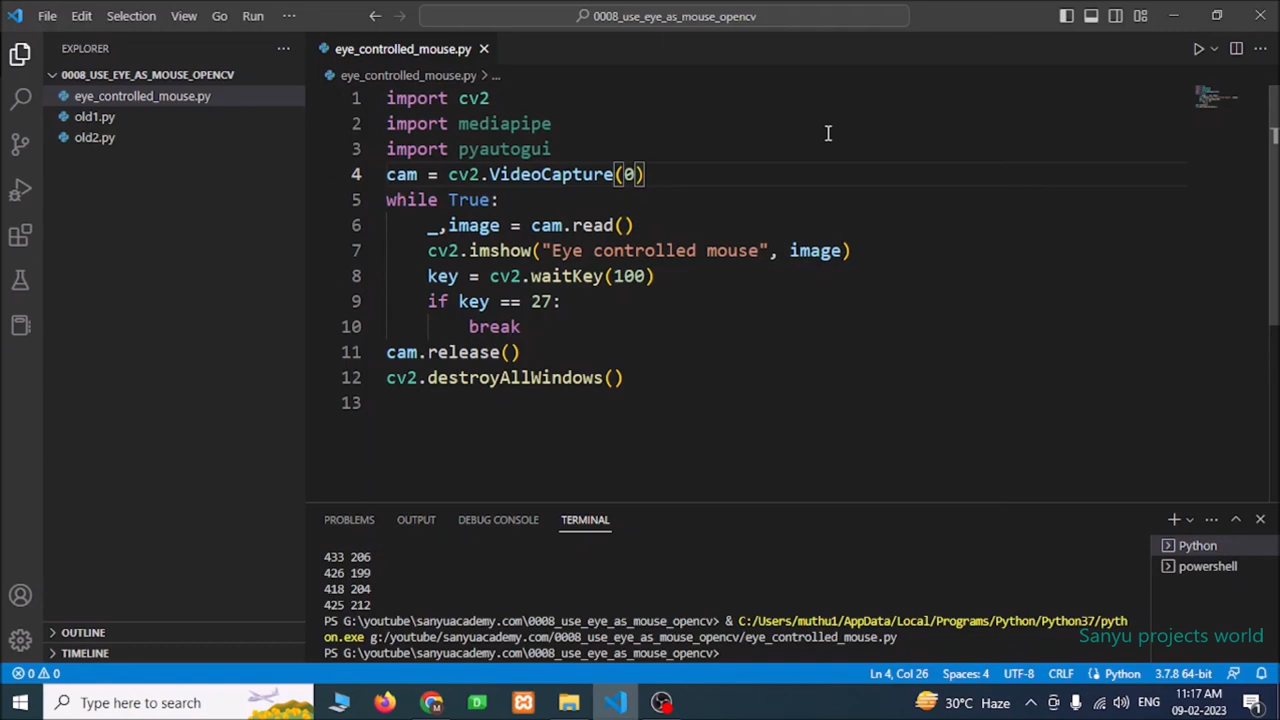 File Edit Selection View Go Run ··· 0008_use_eye_as_mouse_opencv
EXPLORER
0008_USE_EYE_AS_MOUSE_OPENCV
eye_controlled_mouse.py
old1.py
old2.py
OUTLINE
TIMELINE
eye_controlled_mouse.py
eye_controlled_mouse.py > ...
1 import cv2
2 import mediapipe
3 import pyautogui
4 cam = cv2.VideoCapture(0)
5 while True:
6 _,image = cam.read()
7 cv2.imshow("Eye controlled mouse", image)
8 key = cv2.waitKey(100)
9 if key == 27:
10 break
11 cam.release()
12 cv2.destroyAllWindows()
13
PROBLEMS OUTPUT DEBUG CONSOLE TERMINAL
433 206
426 199
418 204
425 212
PS G:\youtube\sanyuacademy.com\0008_use_eye_as_mouse_opencv> & C:/Users/muthu1/AppData/Local/Programs/Python/Python37/pyth
on.exe g:/youtube/sanyuacademy.com/0008_use_eye_as_mouse_opencv/eye_controlled_mouse.py
PS G:\youtube\sanyuacademy.com\0008_use_eye_as_mouse_opencv>
Python
powershell
Sanyu projects world
0 0 Ln 4, Col 26 Spaces: 4 UTF-8 CRLF Python 3.7.8 64-bit
Type here to search 30°C Haze ENG 11:17 AM
09-02-2023